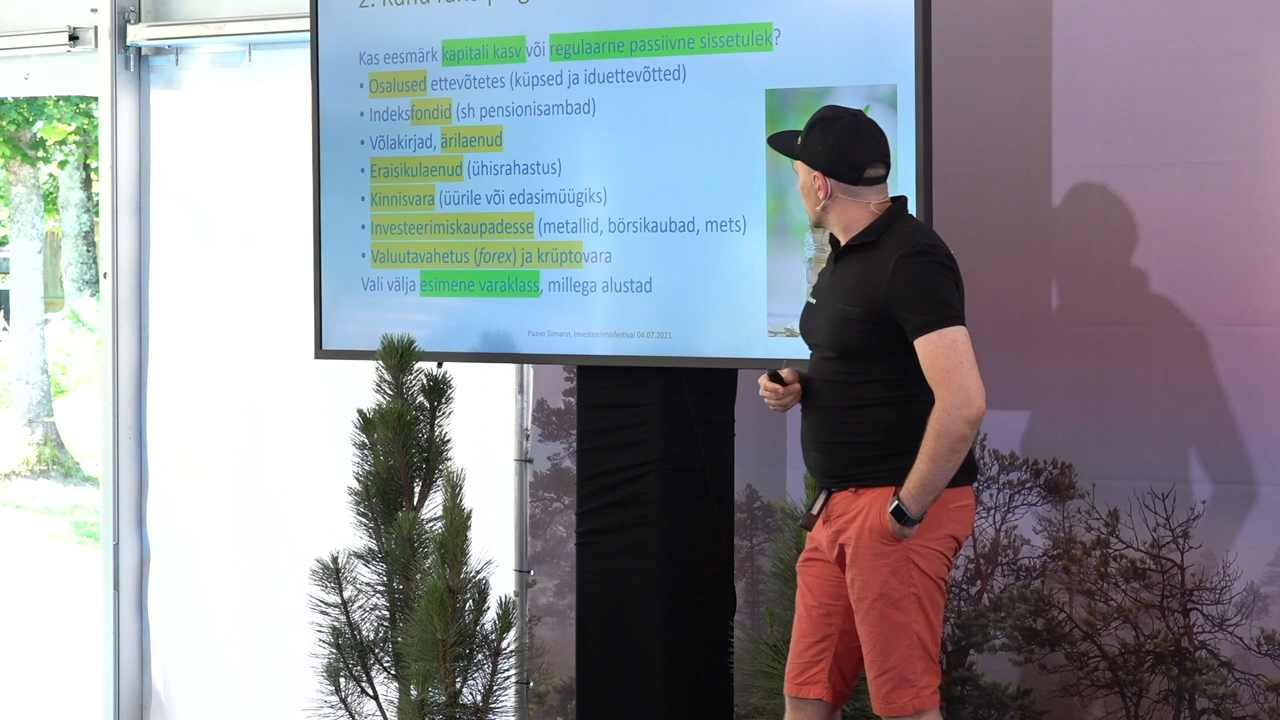 Kas eesmärk kapitali kasv või regulaarne passiivne sissetulek?
• Osalused ettevõtetes (küpsed ja iduettevõtted)
• Indeksfondid (sh pensionisambad)
• Võlakirjad, ärilaenud
• Eraisikulaenud (ühisrahastus)
• Kinnisvara (üürile või edasimüügiks)
• Investeerimiskaupadesse (metallid, börsikaubad, mets)
• Valuutavahetus (forex) ja krüptovara
Vali välja esimene varaklass, millega alustad
Paavo Siimann, Investeerimisfestival 04.07.2021